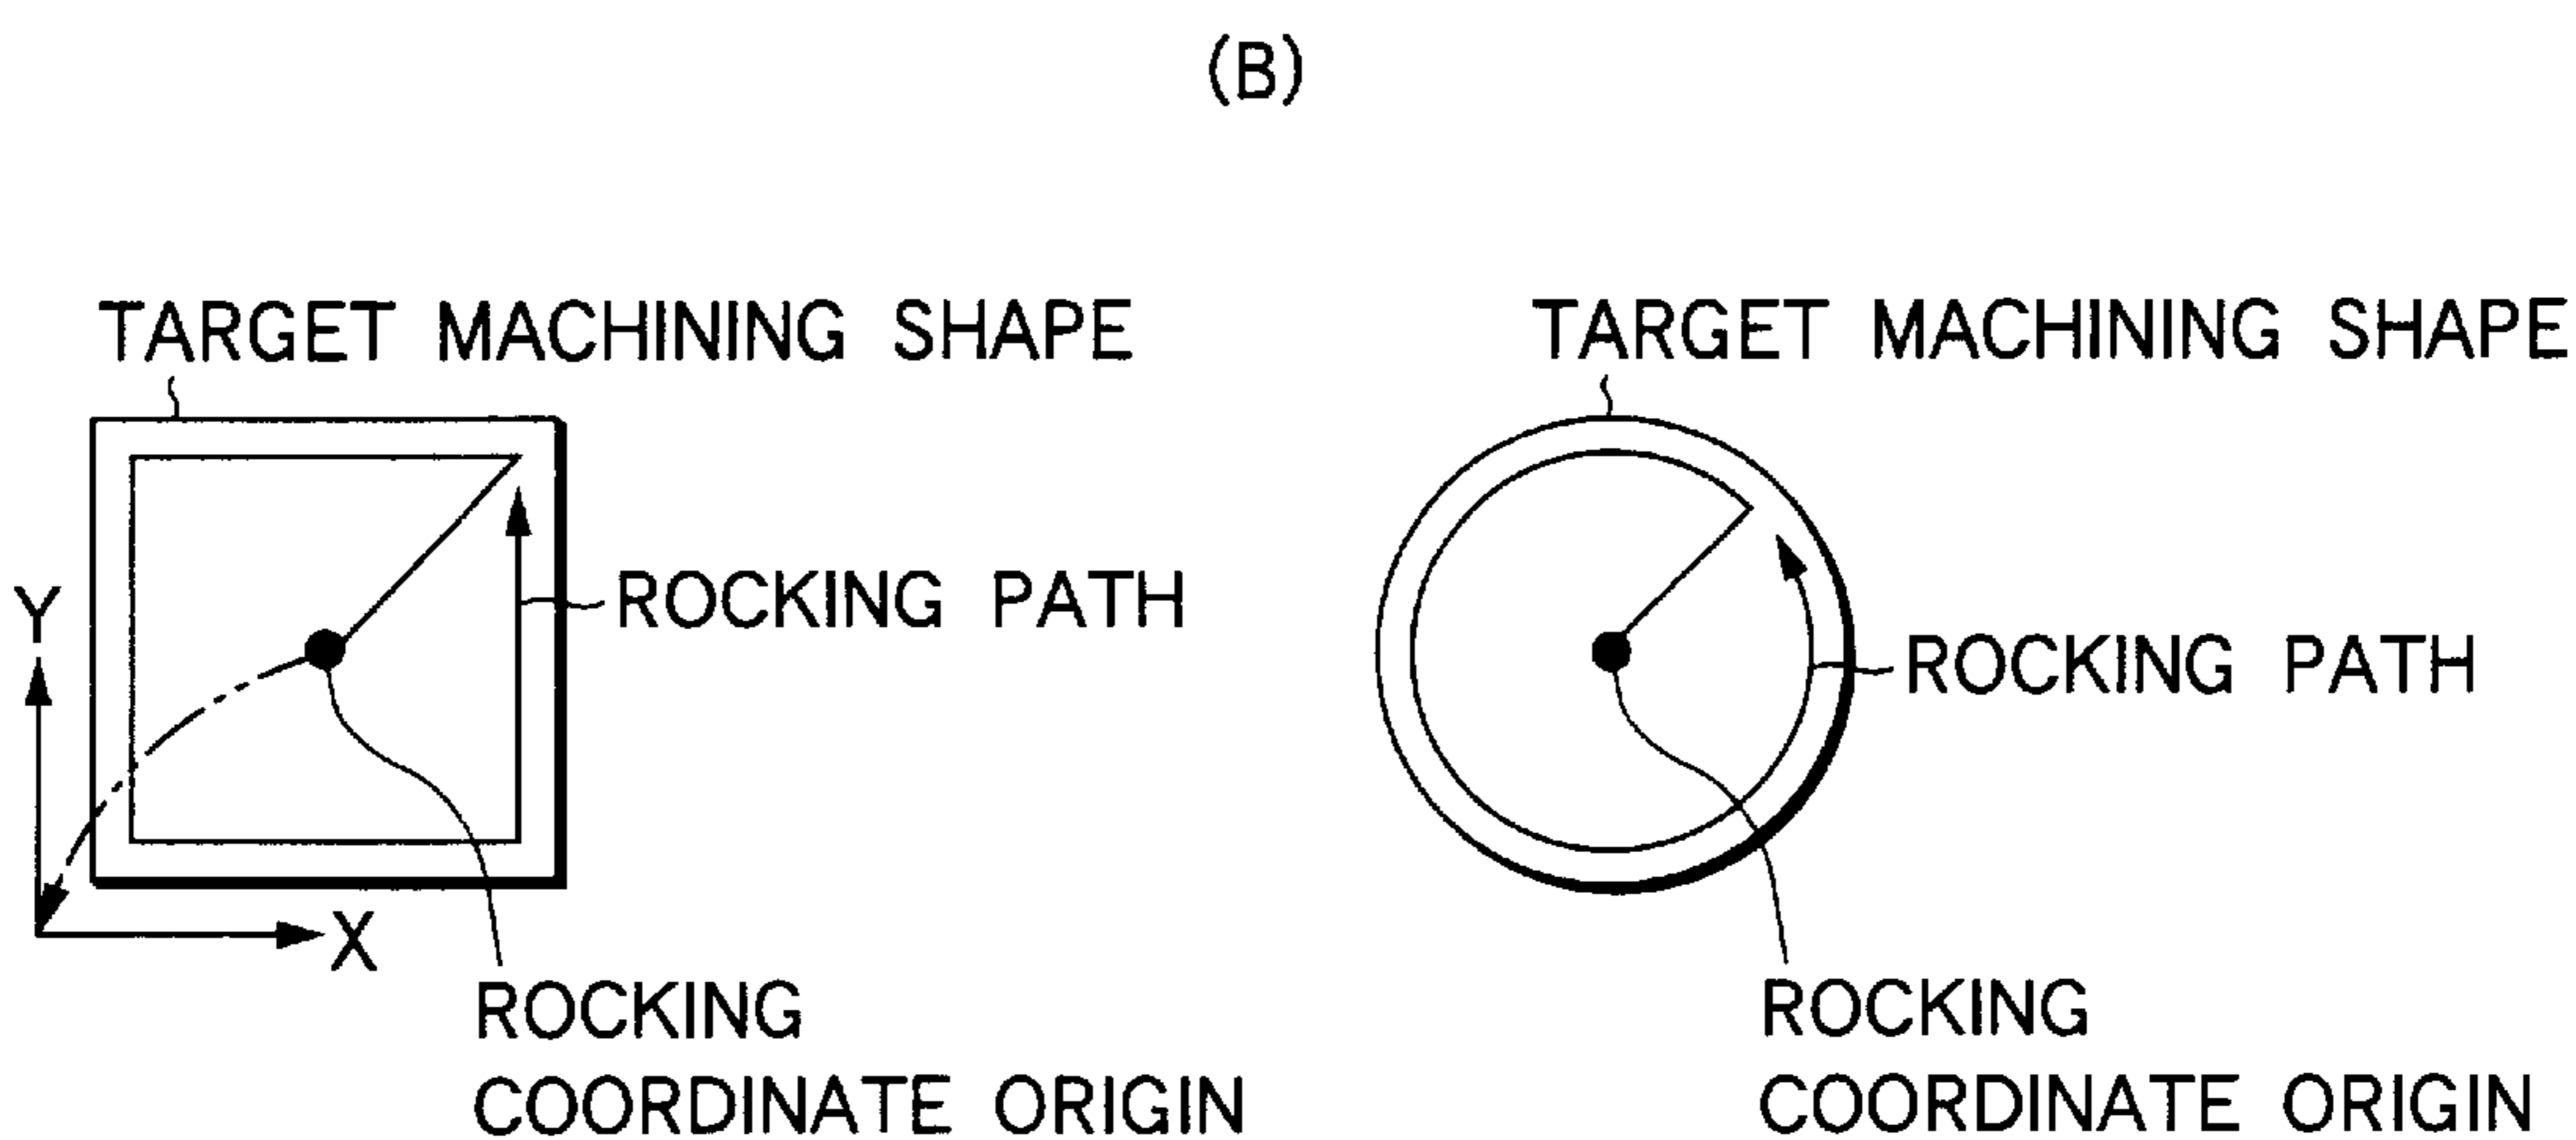 (B)
TARGET MACHINING SHAPE
Y
X
ROCKING PATH
ROCKING
COORDINATE ORIGIN
TARGET MACHINING SHAPE
ROCKING PATH
ROCKING
COORDINATE ORIGIN